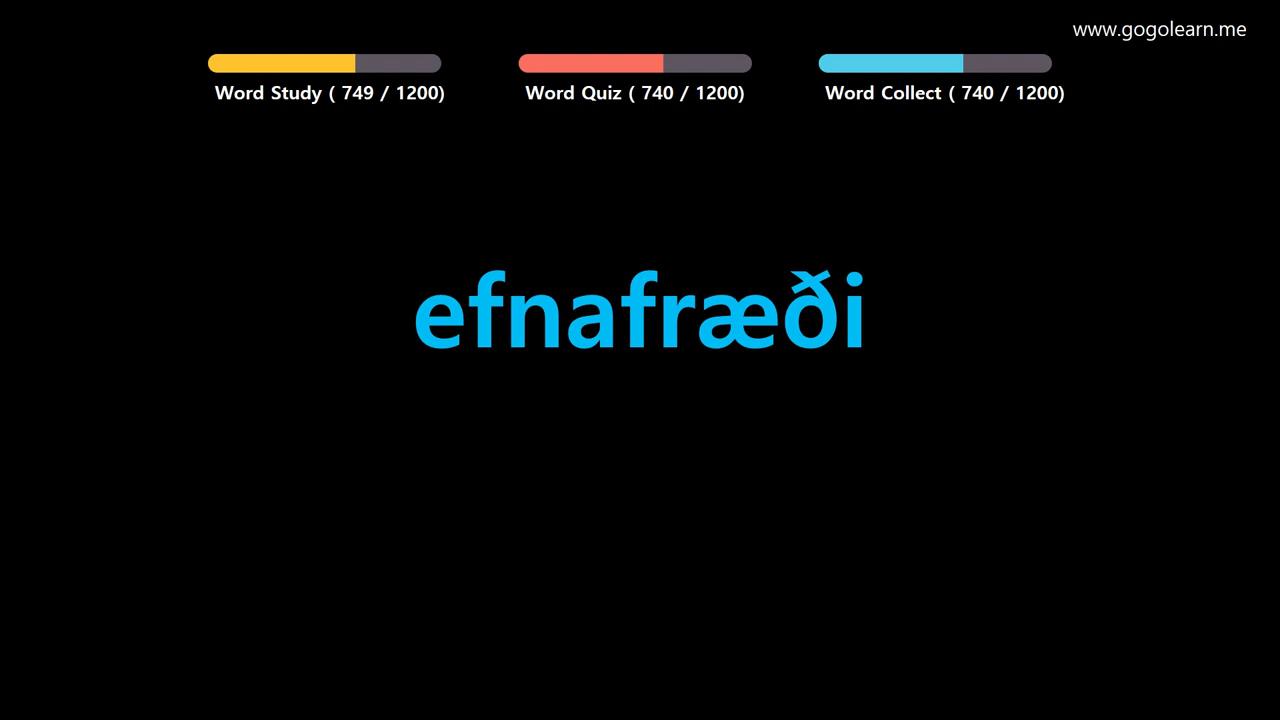 www.gogolearn.me
Word Study ( 749 / 1200)
Word Quiz ( 740 / 1200)
Word Collect ( 740 / 1200)
efnafræði